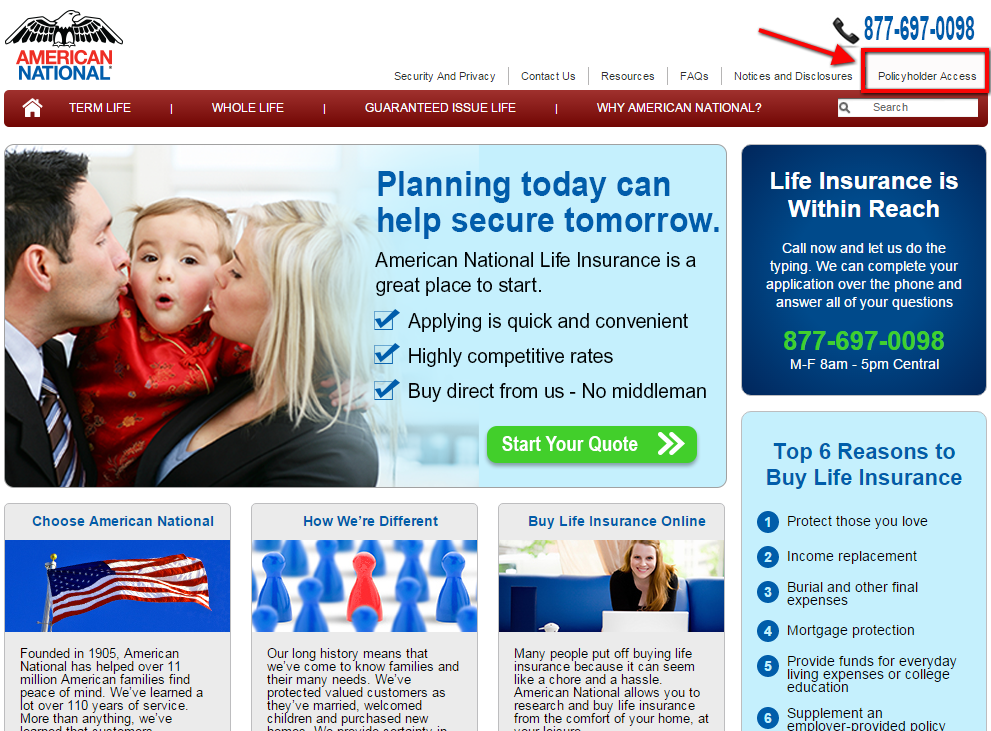 AMERICAN
NATIONAL®
877-697-0098
Security And Privacy
Contact Us
Resources
FAQs
Notices and Disclosures
Policyholder Access
TERM LIFE | WHOLE LIFE | GUARANTEED ISSUE LIFE | WHY AMERICAN NATIONAL?
Search
Planning today can
help secure tomorrow.
American National Life Insurance is a
great place to start.
Applying is quick and convenient
Highly competitive rates
Buy direct from us - No middleman
Start Your Quote
Life Insurance is
Within Reach
Call now and let us do the
typing. We can complete your
application over the phone and
answer all of your questions
877-697-0098
M-F 8am - 5pm Central
Choose American National
Founded in 1905, American
National has helped over 11
million American families find
peace of mind. We've learned a
lot over 110 years of service.
More than anything, we've
learned that customers
How We're Different
Our long history means that
we've come to know families and
their many needs. We've
protected valued customers as
they've married, welcomed
children and purchased new
homes. We provide certainty in
Buy Life Insurance Online
Many people put off buying life
insurance because it can seem
like a chore and a hassle.
American National allows you to
research and buy life insurance
from the comfort of your home, at
your leisure.
Top 6 Reasons to
Buy Life Insurance
1 Protect those you love
2 Income replacement
3 Burial and other final
expenses
4 Mortgage protection
5 Provide funds for everyday
living expenses or college
education
6 Supplement an
employer-provided policy